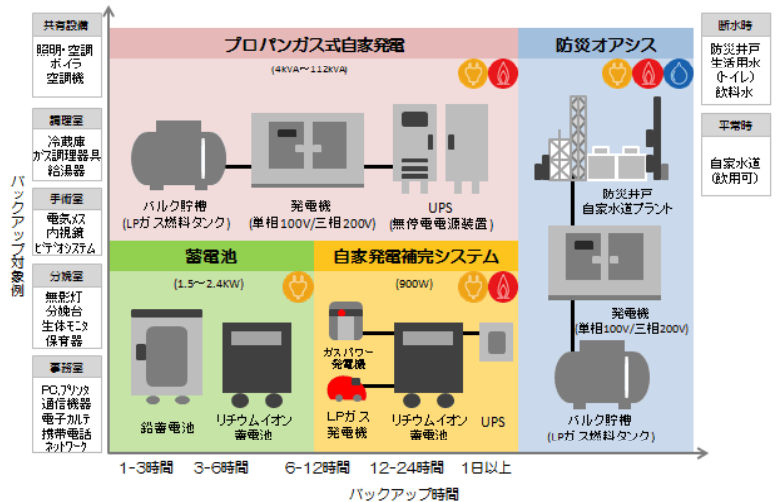 共有設備
照明・空調
ボイラ
空調機
調理室
冷蔵庫
ガス調理器具
給湯器
手術室
電気メス
内視鏡
ビデオシステム
分娩室
無影灯
分娩台
生体モニタ
保育器
事務室
PC,プリンタ
通信機器
電子カルテ
携帯電話
ネットワーク
バックアップ対象例
プロパンガス式自家発電
(4kVA～112kVA)
バルク貯槽
(LPガス燃料タンク)
発電機
(単相100V/三相200V)
UPS
(無停電電源装置)
蓄電池
(1.5～2.4KW)
鉛蓄電池
リチウムイオン
蓄電池
自家発電補完システム
(900W)
ガスパワー
発電機
LPガス
発電機
リチウムイオン
蓄電池
UPS
防災オアシス
防災井戸
自家水道プラント
発電機
(単相100V/三相200V)
バルク貯槽
(LPガス燃料タンク)
断水時
防災井戸
生活用水
(トイレ)
飲料水
平常時
自家水道
(飲用可)
1-3時間
3-6時間
6-12時間
12-24時間
1日以上
バックアップ時間